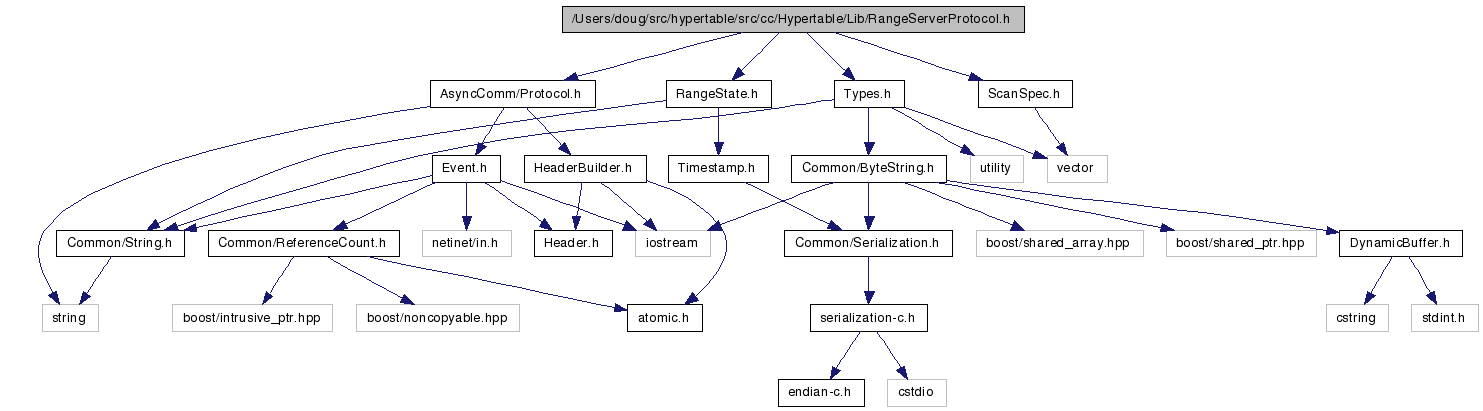 /Users/doug/src/hypertable/src/cc/Hypertable/Lib/RangeServerProtocol.h
AsyncComm/Protocol.h
RangeState.h
Types.h
ScanSpec.h
Event.h
HeaderBuilder.h
Timestamp.h
Common/ByteString.h
utility
vector
Common/String.h
Common/ReferenceCount.h
netinet/in.h
Header.h
iostream
Common/Serialization.h
boost/shared_array.hpp
boost/shared_ptr.hpp
DynamicBuffer.h
string
boost/intrusive_ptr.hpp
boost/noncopyable.hpp
atomic.h
serialization-c.h
cstring
stdint.h
endian-c.h
cstdio